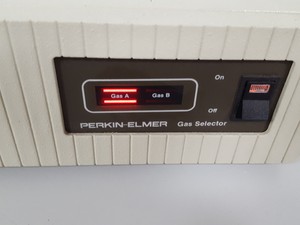 On
Gas A Gas B
Off
PERKIN-ELMER Gas Selector